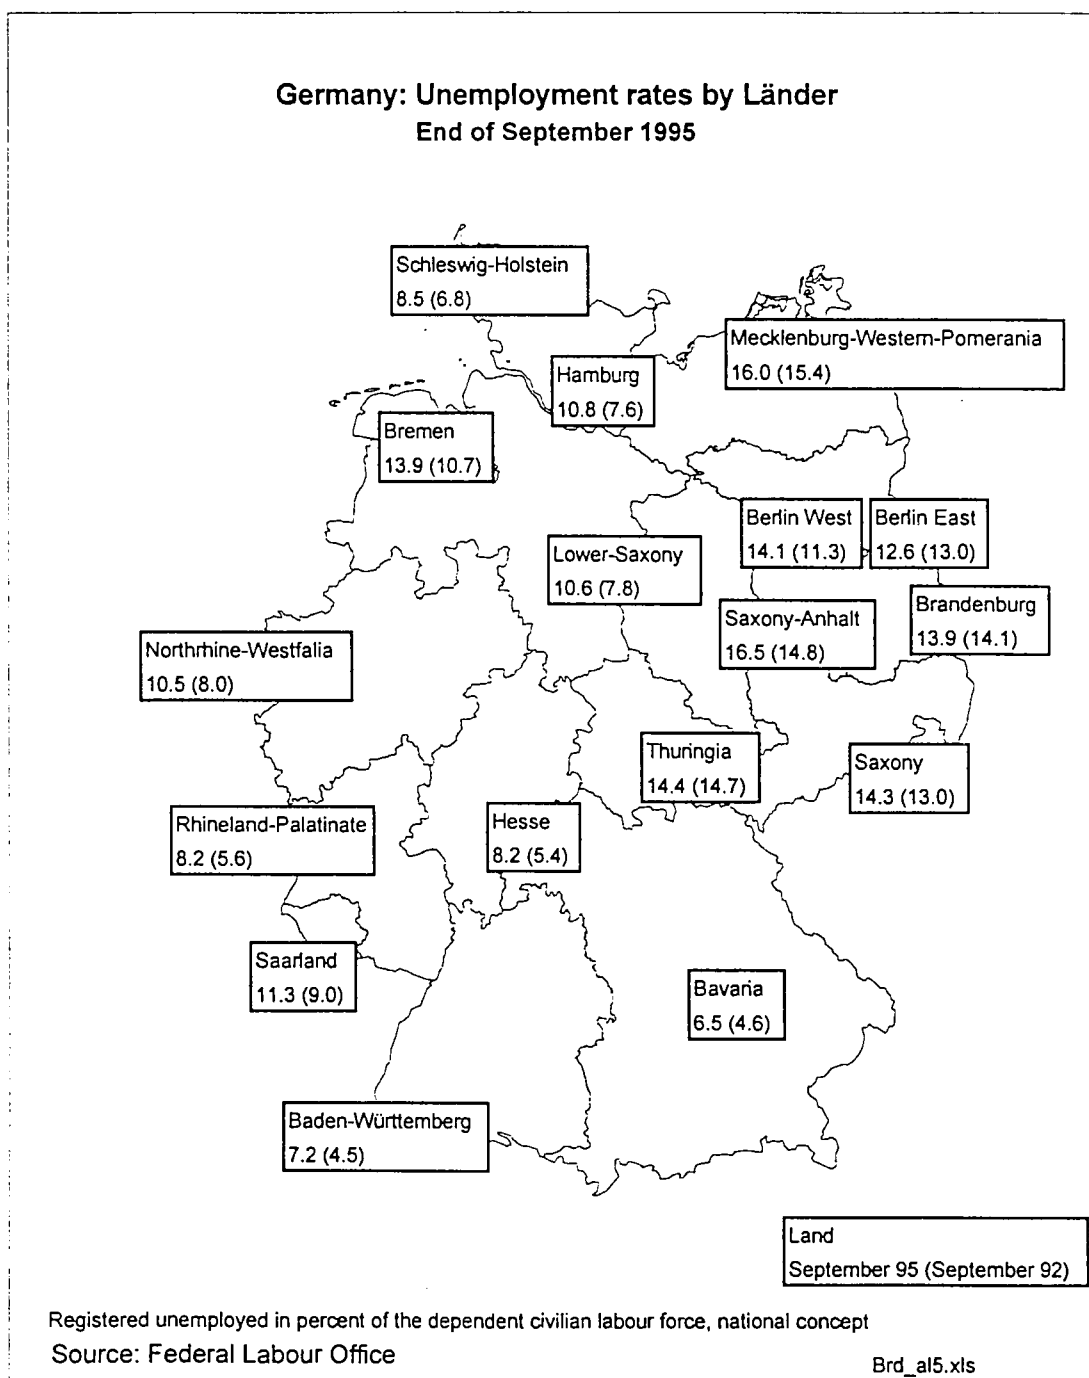 Germany: Unemployment rates by Länder
End of September 1995
Schleswig-Holstein
8.5 (6.8)
Mecklenburg-Western-Pomerania
16.0 (15.4)
Hamburg
10.8 (7.6)
Bremen
13.9 (10.7)
Berlin West
14.1 (11.3)
Berlin East
12.6 (13.0)
Lower-Saxony
10.6 (7.8)
Brandenburg
13.9 (14.1)
Saxony-Anhalt
16.5 (14.8)
Northrhine-Westfalia
10.5 (8.0)
Thuringia
14.4 (14.7)
Saxony
14.3 (13.0)
Rhineland-Palatinate
8.2 (5.6)
Hesse
8.2 (5.4)
Saarland
11.3 (9.0)
Bavaria
6.5 (4.6)
Baden-Württemberg
7.2 (4.5)
Land
September 95 (September 92)
Registered unemployed in percent of the dependent civilian labour force, national concept
Source: Federal Labour Office
Brd_al5.xls